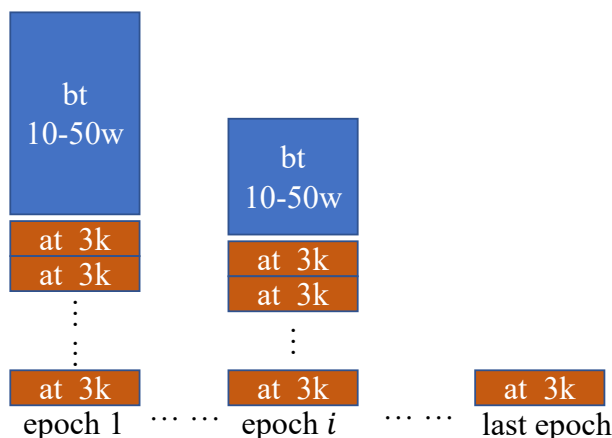 bt
10-50w
at 3k
at 3k
⋮
⋮
at 3k
epoch 1
bt
10-50w
at 3k
at 3k
⋮
at 3k
epoch i
at 3k
last epoch
... ...
... ...